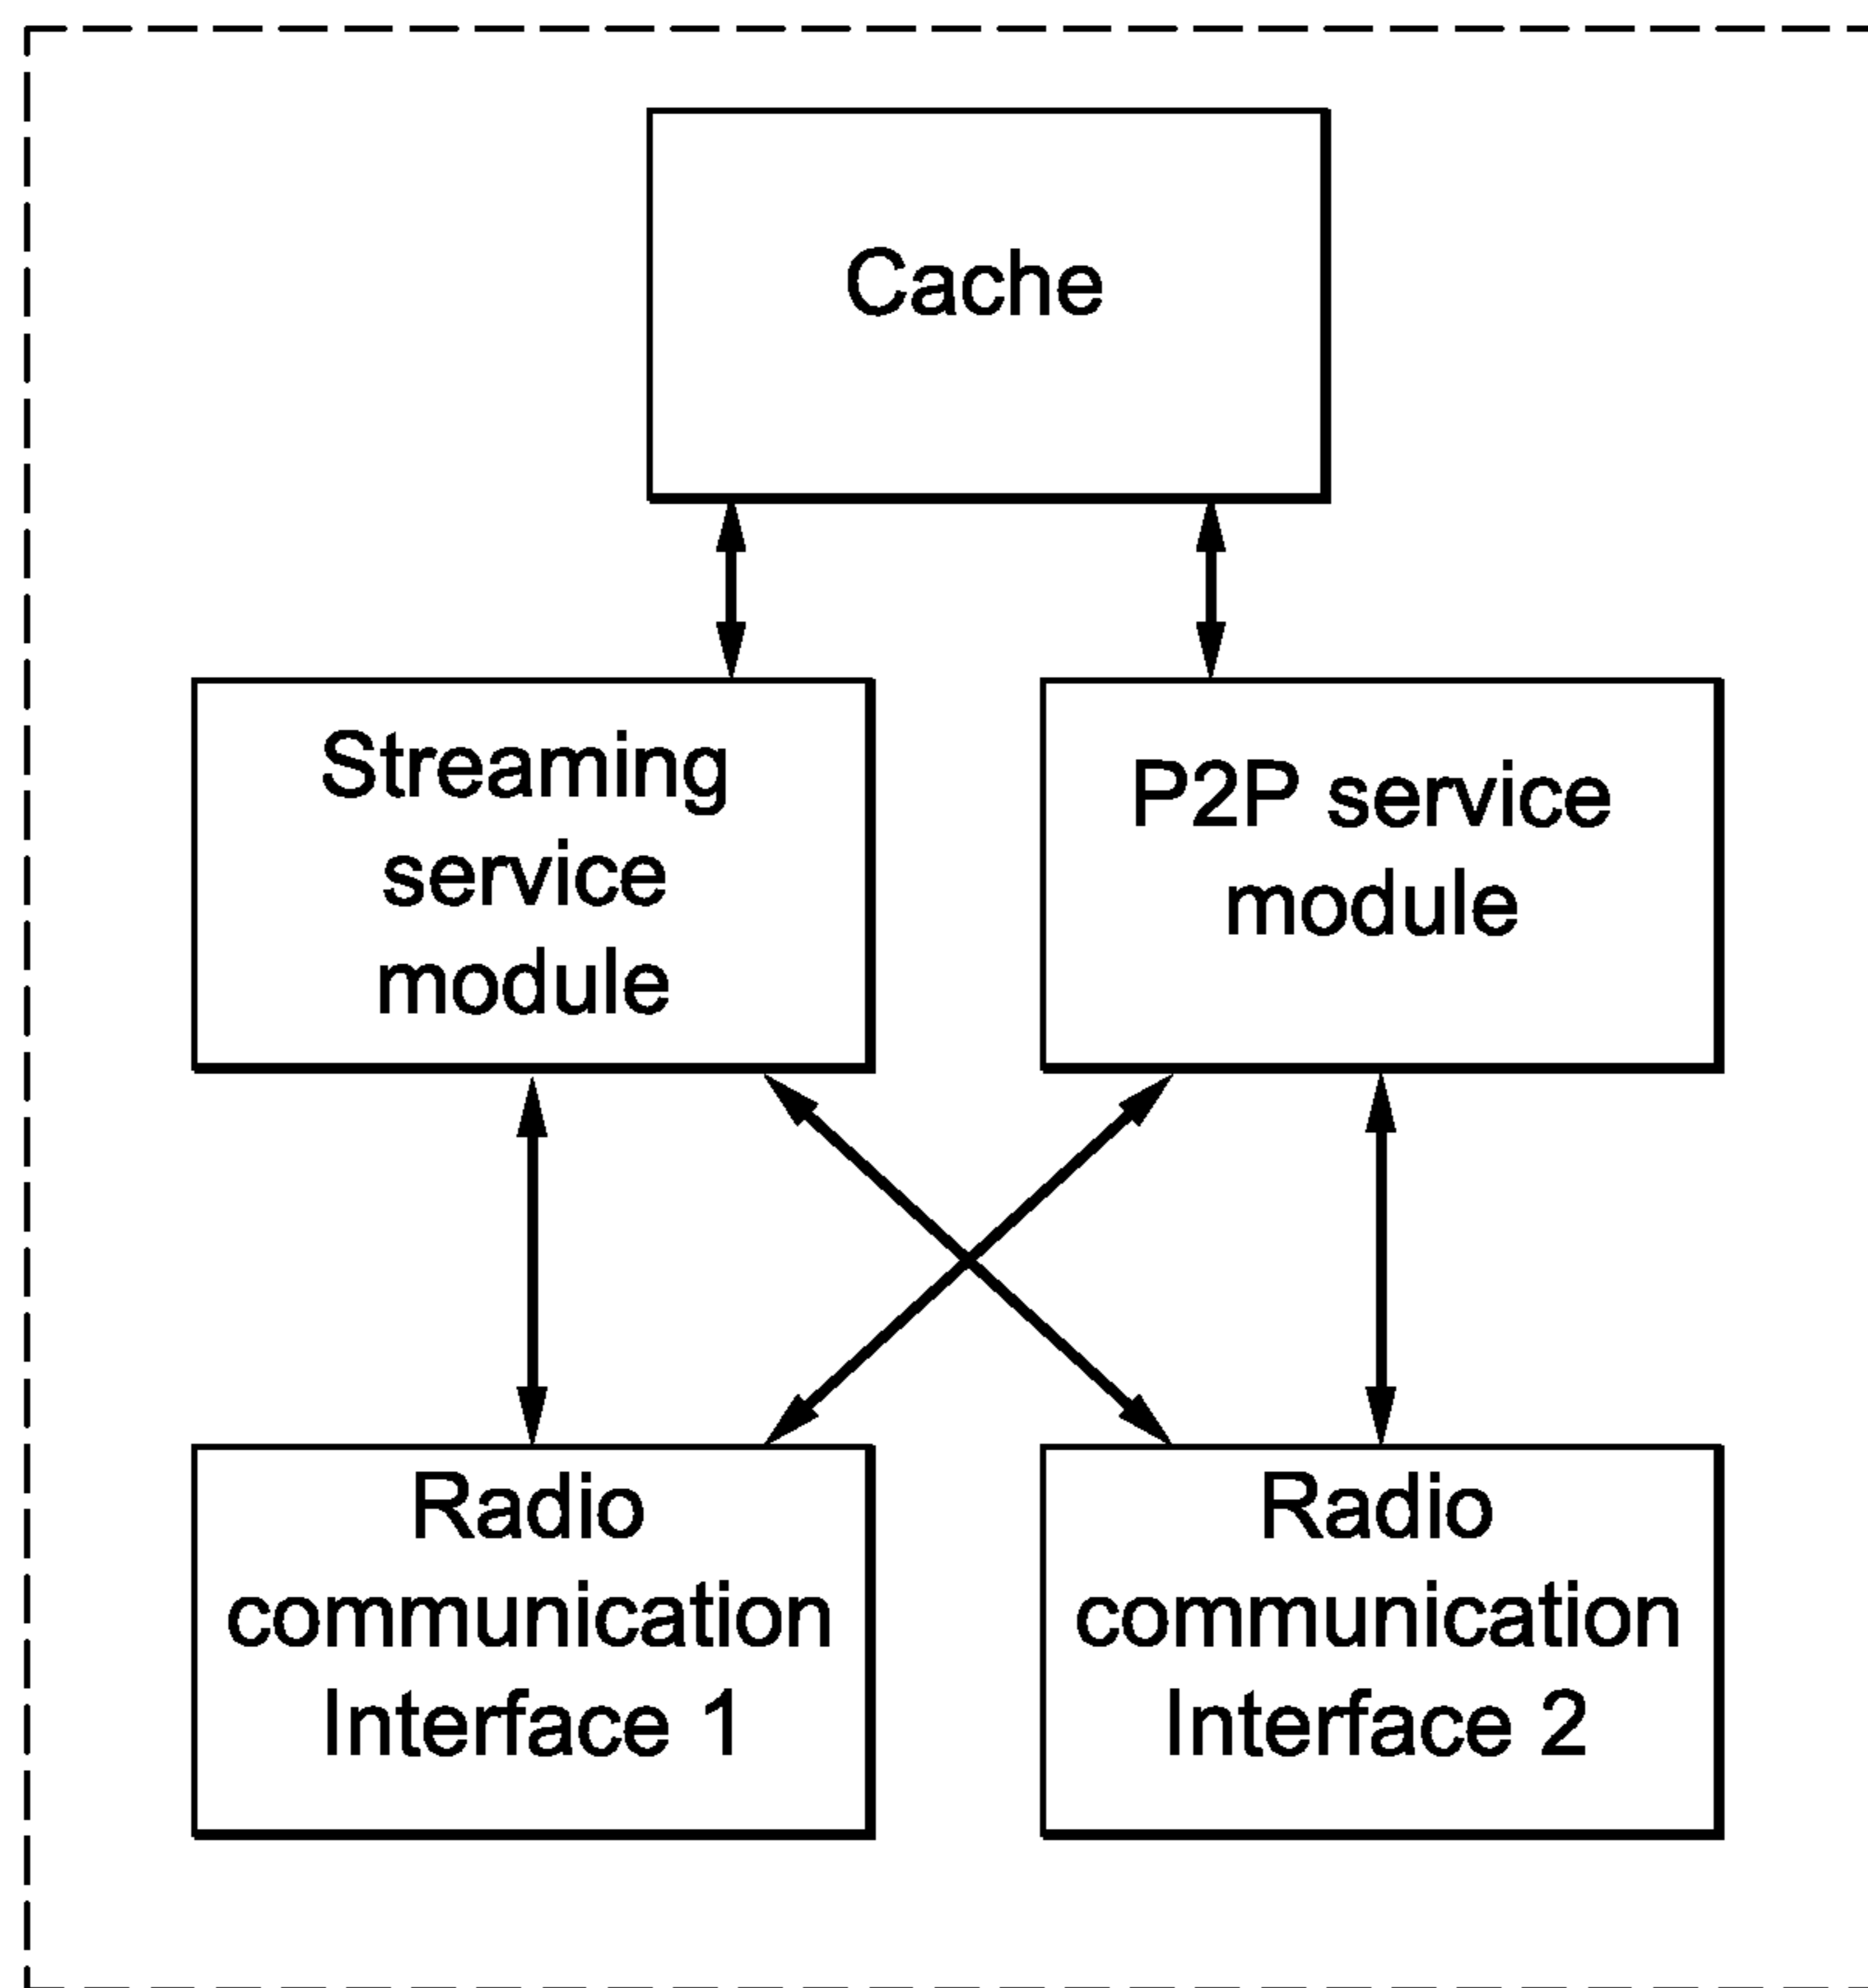 Cache
Streaming
service
module
P2P service
module
Radio
communication
Interface 1
Radio
communication
Interface 2